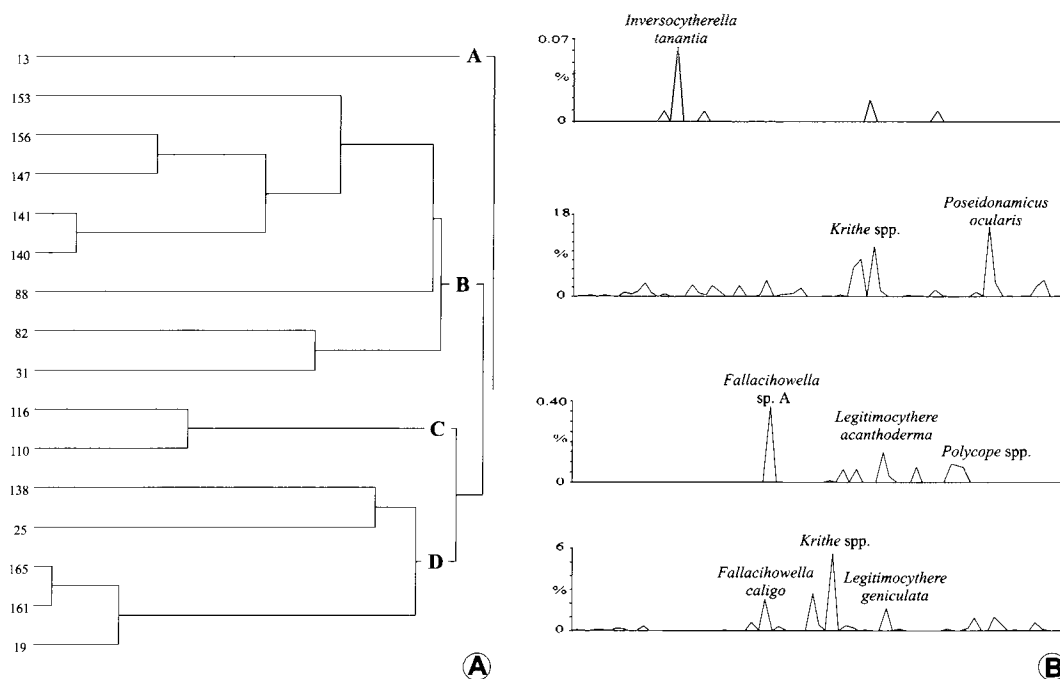 13
153
156
147
141
140
88
82
31
116
110
138
25
165
161
19
A
B
C
D
A
Inversocytherella
tanantia
0.07
%
0
Poseidonamicus
ocularis
Krithe spp.
18
%
0
Fallacihowella
sp. A
Legitimocythere
acanthoderma
Polycope spp.
0.40
%
0
Krithe spp.
Fallacihowella
caligo
Legitimocythere
geniculata
6
%
0
B